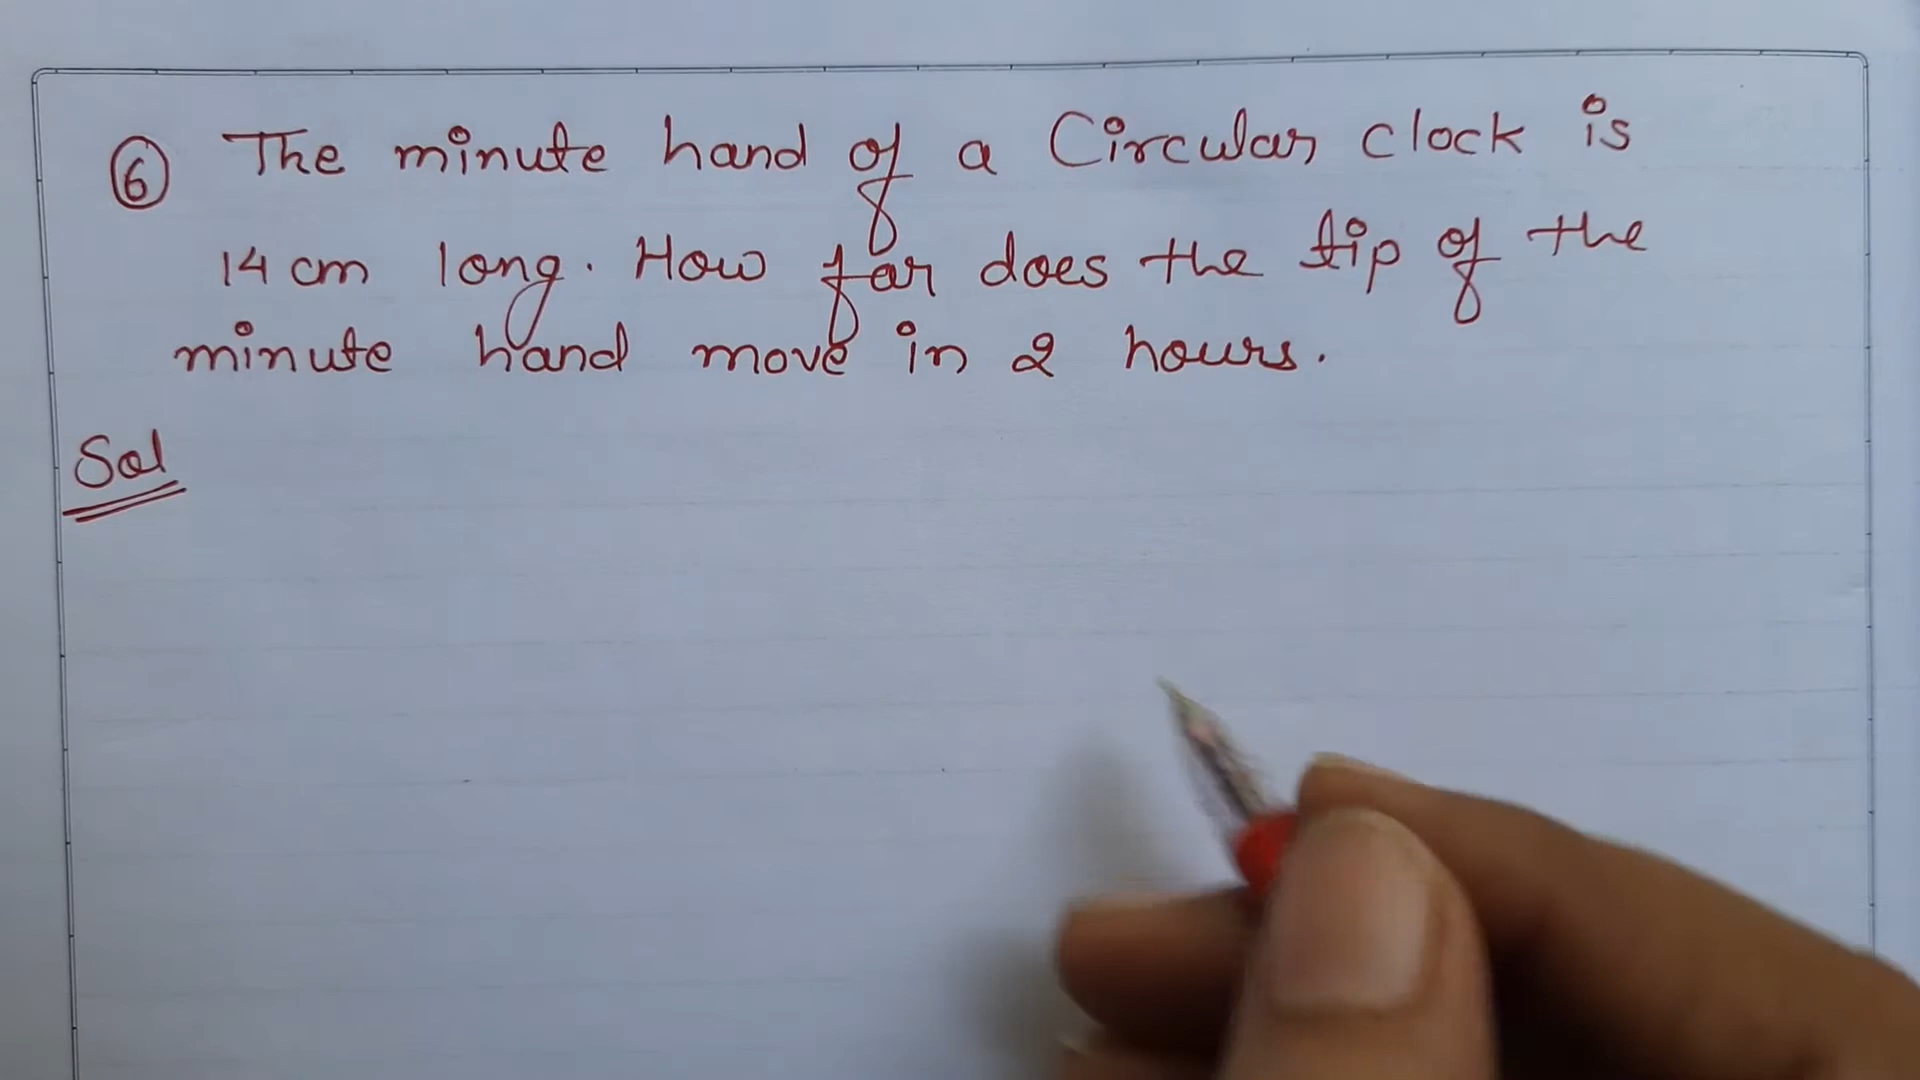 6 The minute hand of a Circular clock is
14 cm long. How far does the tip of the
minute hand move in 2 hours.
Sol